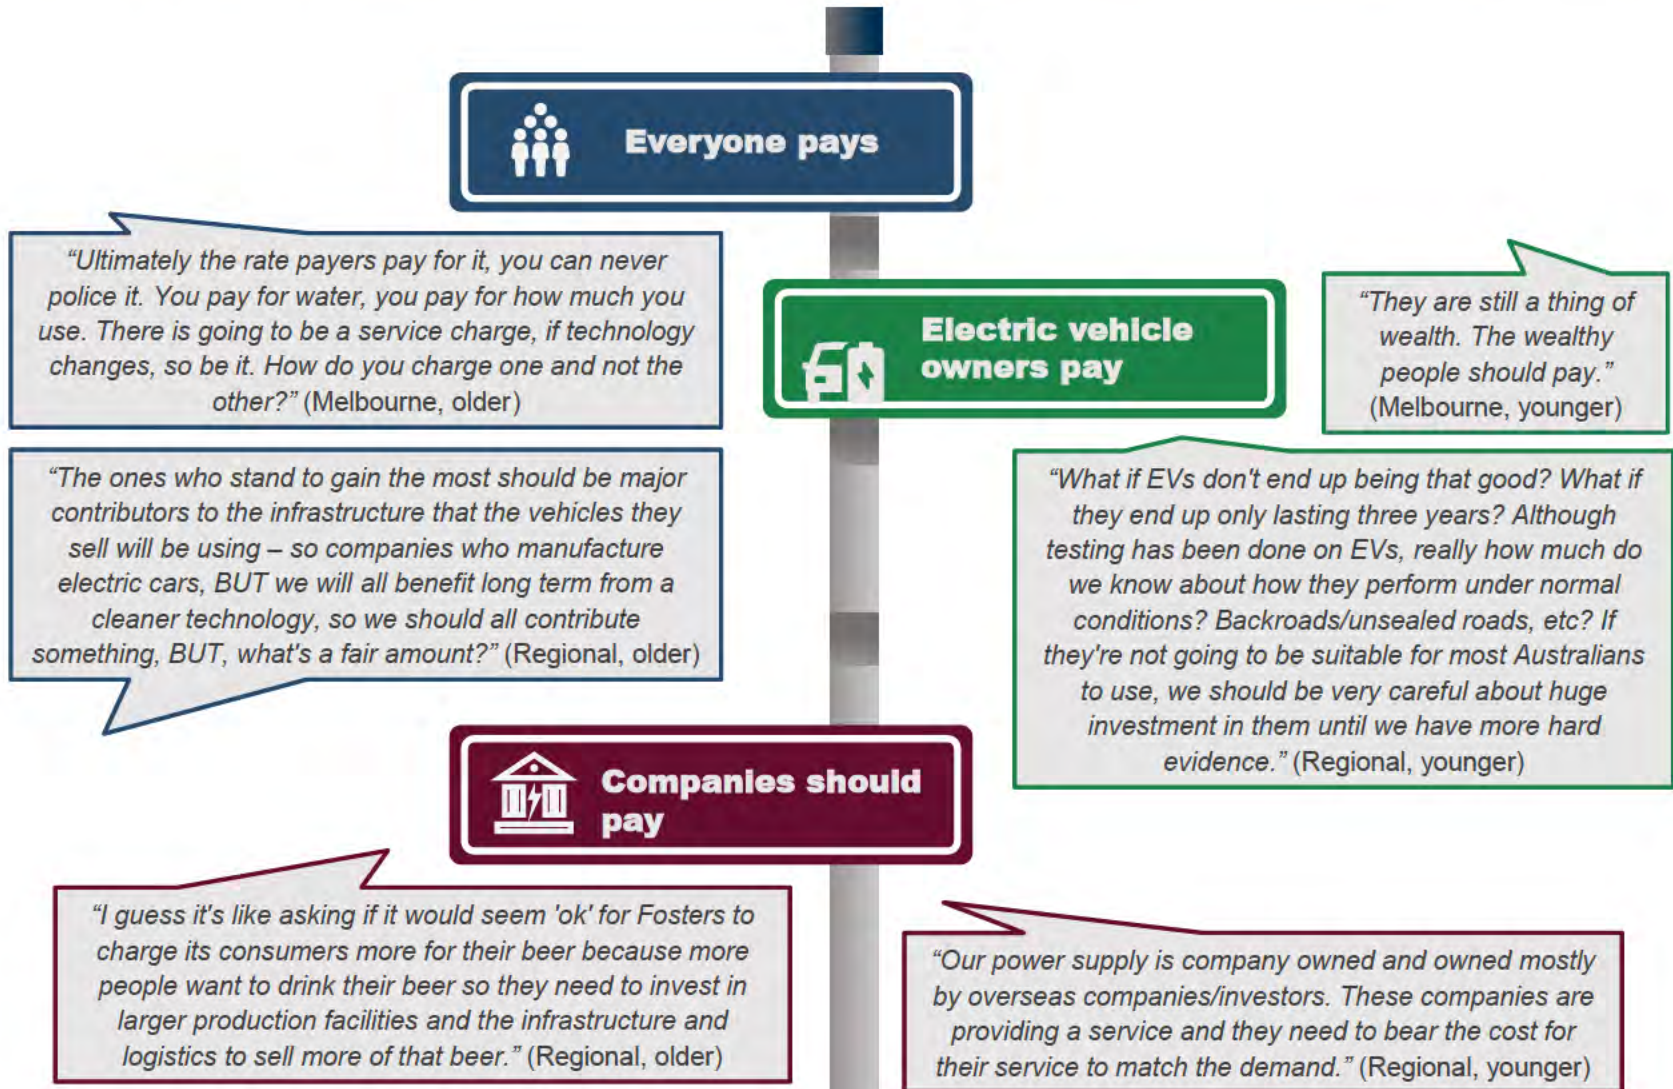 Everyone pays
“Ultimately the rate payers pay for it, you can never
police it. You pay for water, you pay for how much you
use. There is going to be a service charge, if technology
changes, so be it. How do you charge one and not the
other?” (Melbourne, older)
Electric vehicle
owners pay
“They are still a thing of
wealth. The wealthy
people should pay.”
(Melbourne, younger)
“The ones who stand to gain the most should be major
contributors to the infrastructure that the vehicles they
sell will be using – so companies who manufacture
electric cars, BUT we will all benefit long term from a
cleaner technology, so we should all contribute
something, BUT, what's a fair amount?” (Regional, older)
“What if EVs don't end up being that good? What if
they end up only lasting three years? Although
testing has been done on EVs, really how much do
we know about how they perform under normal
conditions? Backroads/unsealed roads, etc? If
they're not going to be suitable for most Australians
to use, we should be very careful about huge
investment in them until we have more hard
evidence.” (Regional, younger)
Companies should
pay
“I guess it's like asking if it would seem 'ok' for Fosters to
charge its consumers more for their beer because more
people want to drink their beer so they need to invest in
larger production facilities and the infrastructure and
logistics to sell more of that beer.” (Regional, older)
“Our power supply is company owned and owned mostly
by overseas companies/investors. These companies are
providing a service and they need to bear the cost for
their service to match the demand.” (Regional, younger)